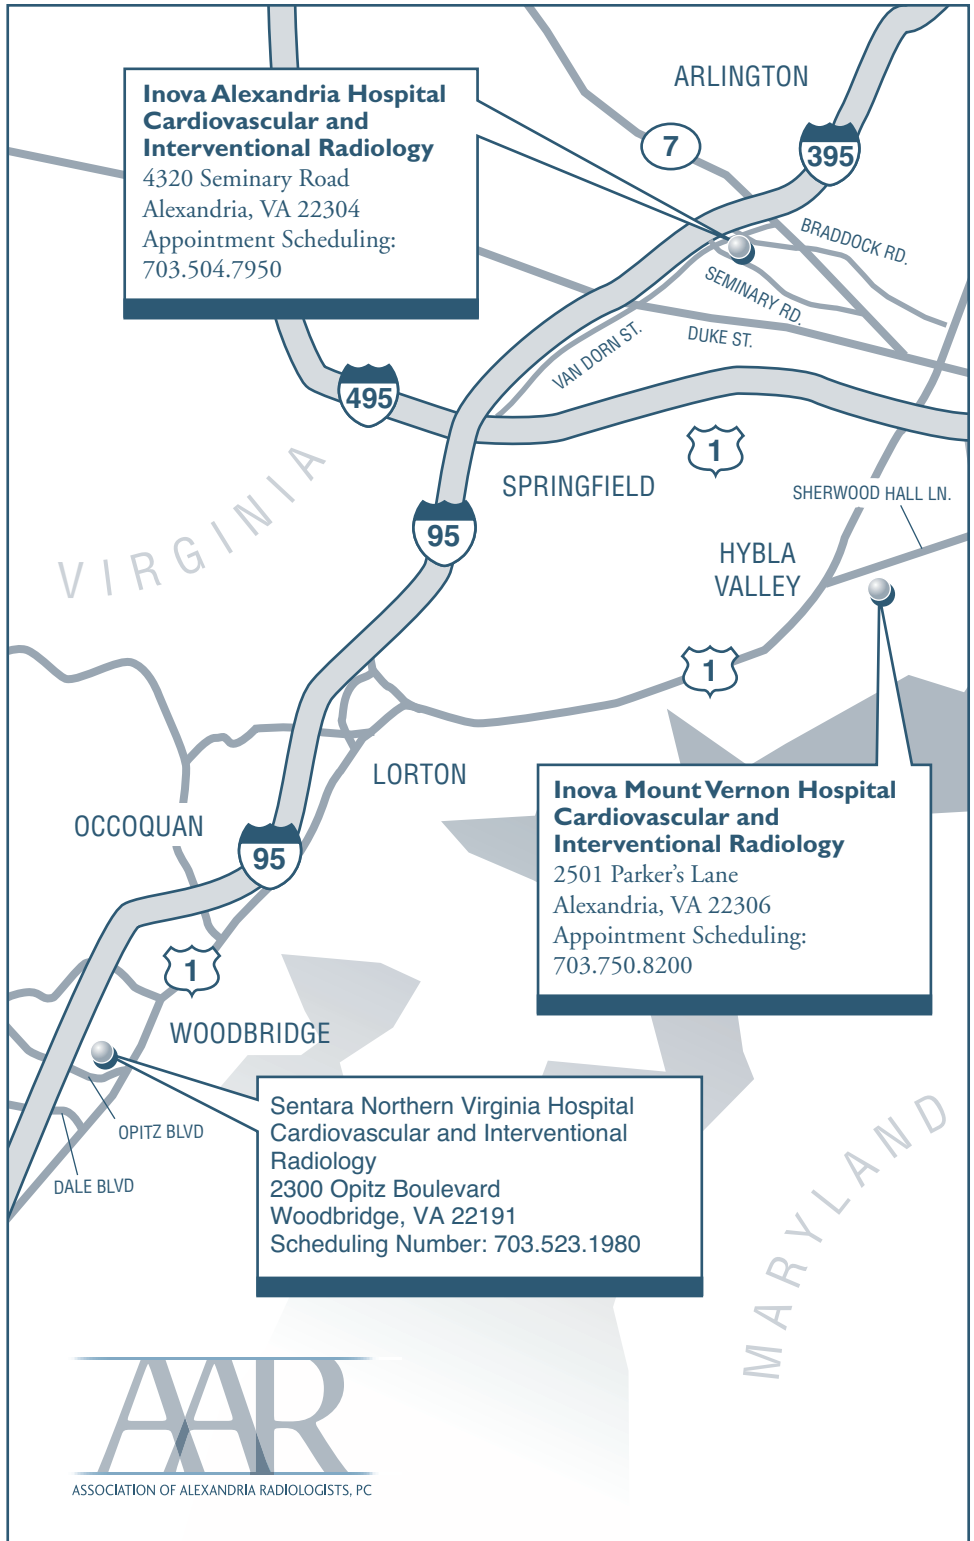 ARLINGTON
Inova Alexandria Hospital
Cardiovascular and
Interventional Radiology
4320 Seminary Road
Alexandria, VA 22304
Appointment Scheduling:
703.504.7950
7
395
BRADDOCK RD.
SEMINARY RD.
DUKE ST.
VAN DORN ST.
495
1
SPRINGFIELD
SHERWOOD HALL LN.
VIRGINIA
95
HYBLA
VALLEY
1
LORTON
OCCOQUAN
95
Inova Mount Vernon Hospital
Cardiovascular and
Interventional Radiology
2501 Parker's Lane
Alexandria, VA 22306
Appointment Scheduling:
703.750.8200
1
WOODBRIDGE
OPITZ BLVD
DALE BLVD
Sentara Northern Virginia Hospital
Cardiovascular and Interventional
Radiology
2300 Opitz Boulevard
Woodbridge, VA 22191
Scheduling Number: 703.523.1980
MARYLAND
AAR
ASSOCIATION OF ALEXANDRIA RADIOLOGISTS, PC